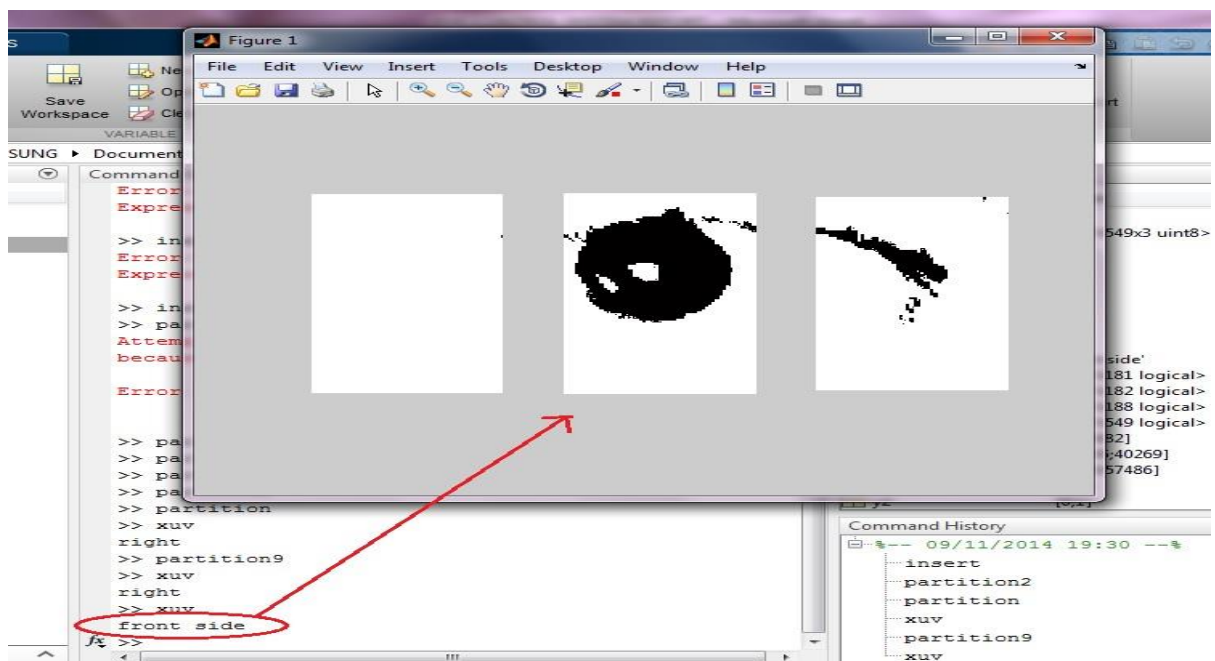 Figure 1
File Edit View Insert Tools Desktop Window Help
Save
Workspace
VARIABLE
SUNG ▸ Document
Command
Error
Expre
>> in
Error
Expre
>> in
>> pa
Attem
becau
Error
>> pa
>> pa
>> pa
>> pa
>> partition
>> xuv
right
>> partition9
>> xuv
right
>> xuv
front side
fx >>
549x3 uint8>
side'
181 logical>
182 logical>
188 logical>
549 logical>
82]
;40269]
57486]
Command History
%-- 09/11/2014 19:30 --%
insert
partition2
partition
xuv
partition9
xuv